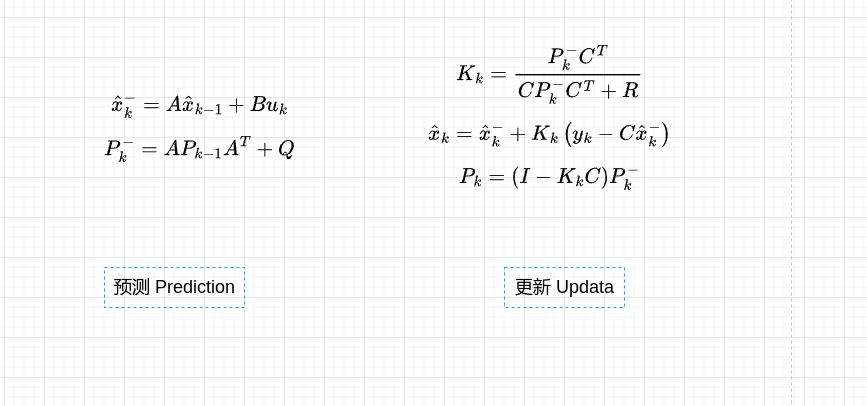 $\hat{x}_k^- = A\hat{x}_{k-1} + Bu_k$
$P_k^- = AP_{k-1}A^T + Q$
预测 Prediction
$K_k = \frac{P_k^- C^T}{CP_k^- C^T + R}$
$\hat{x}_k = \hat{x}_k^- + K_k \left( y_k - C\hat{x}_k^- \right)$
$P_k = (I - K_k C)P_k^-$
更新 Updata